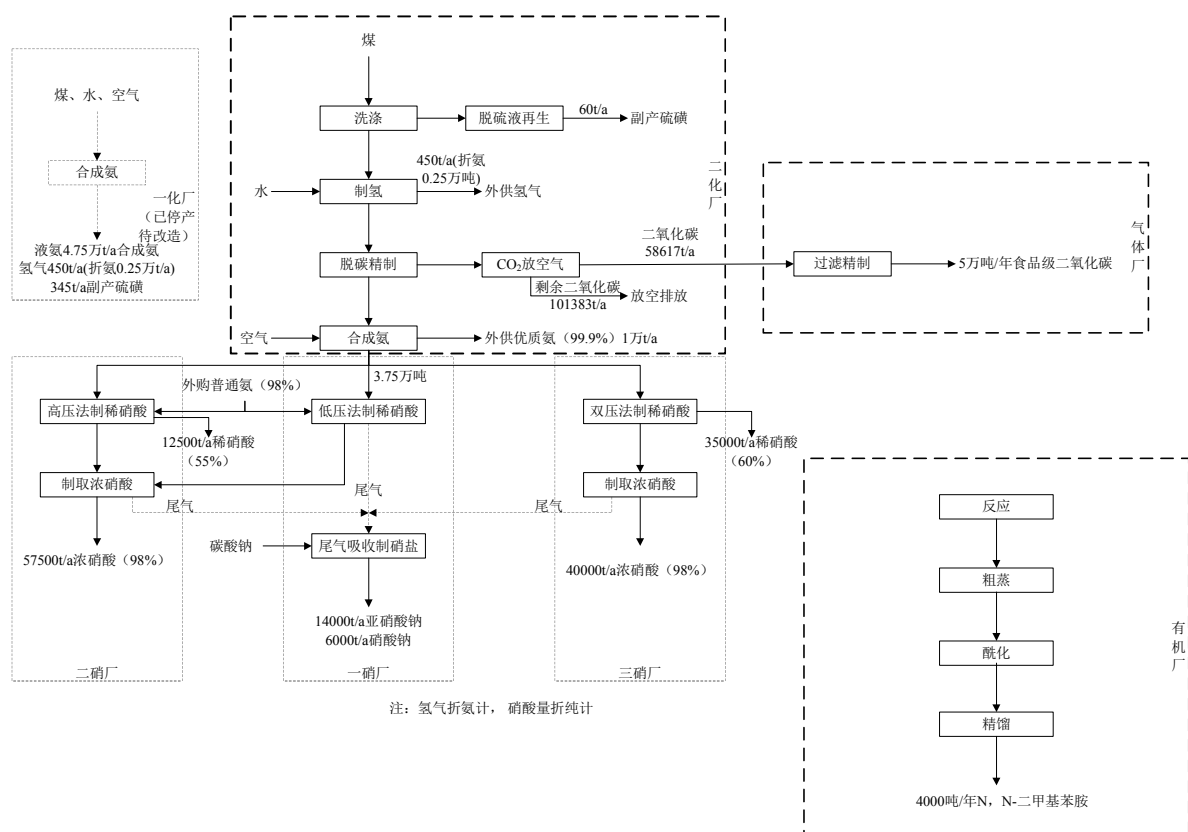 煤、水、空气
合成氨
一化厂
（已停产
待改造）
液氨4.75万t/a合成氨
氢气450t/a(折氨0.25万t/a)
345t/a副产硫磺
煤
洗涤
脱硫液再生
60t/a
副产硫磺
水
制氢
450t/a(折氨
0.25万吨)
外供氢气
二化厂
脱碳精制
CO₂放空气
二氧化碳
58617t/a
剩余二氧化碳
101383t/a
放空排放
空气
合成氨
外供优质氨（99.9%）1万t/a
过滤精制
5万吨/年食品级二氧化碳
气体厂
3.75万吨
外购普通氨（98%）
高压法制稀硝酸
低压法制稀硝酸
双压法制稀硝酸
12500t/a稀硝酸
（55%）
35000t/a稀硝酸
（60%）
制取浓硝酸
制取浓硝酸
尾气
尾气
尾气
碳酸钠
尾气吸收制硝盐
57500t/a浓硝酸（98%）
40000t/a浓硝酸（98%）
14000t/a亚硝酸钠
6000t/a硝酸钠
二硝厂
一硝厂
三硝厂
注：氢气折氨计， 硝酸量折纯计
反应
粗蒸
酰化
精馏
有机厂
4000吨/年N，N-二甲基苯胺